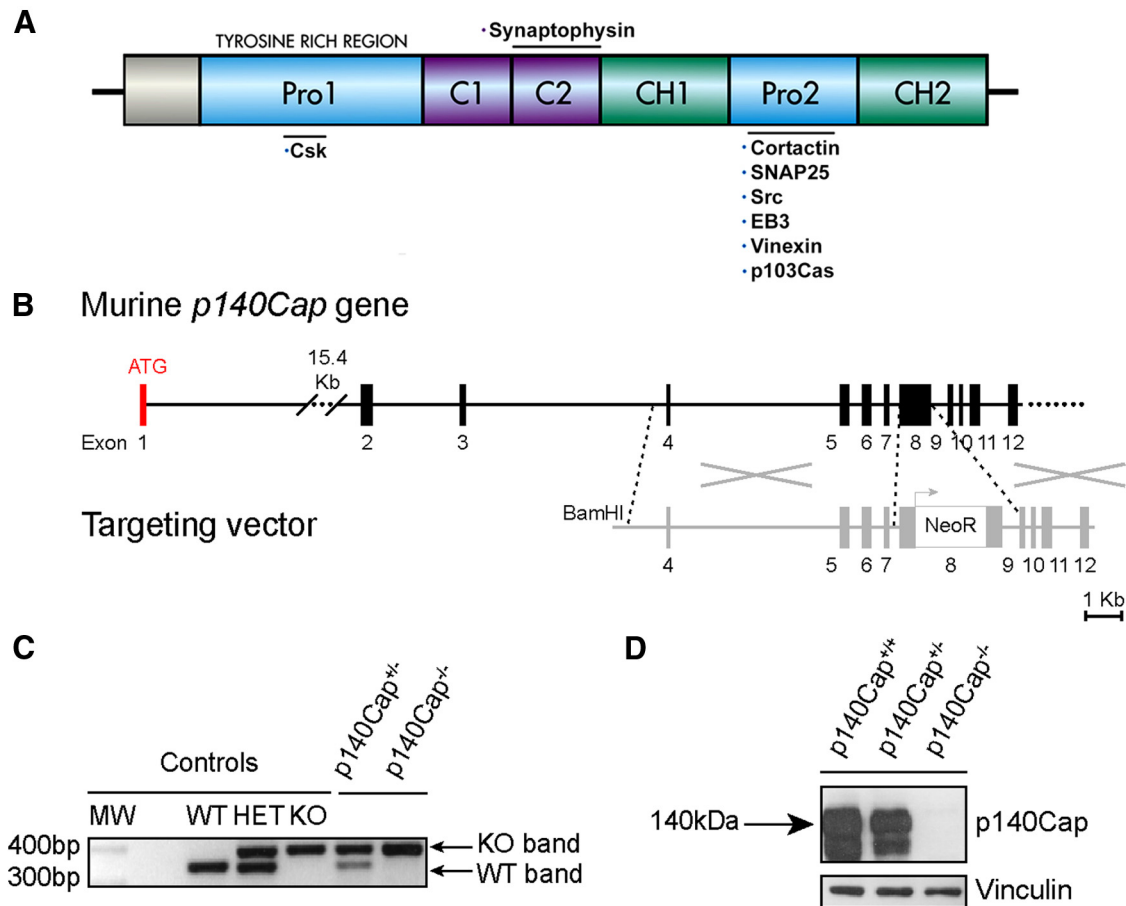 A
Synaptophysin
TYROSINE RICH REGION
Pro1 C1 C2 CH1 Pro2 CH2
Csk
Cortactin
SNAP25
Src
EB3
Vinexin
p103Cas
B
Murine p140Cap gene
ATG
15.4
Kb
Exon 1 2 3 4 5 6 7 8 9 10 11 12
BamHI
Targeting vector
NeoR
4 5 6 7 8 9 10 11 12
1 Kb
C
Controls
p140Cap+/-
p140Cap-/-
MW WT HET KO
400bp
300bp
KO band
WT band
D
p140Cap+/+
p140Cap+/-
p140Cap-/-
140kDa
p140Cap
Vinculin